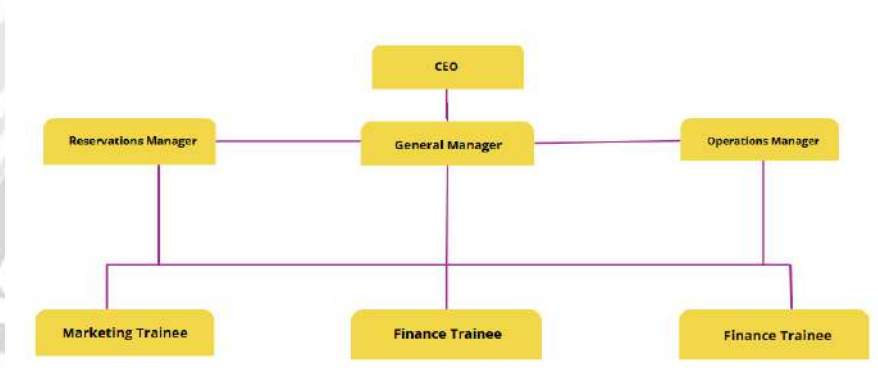 CEO
Reservations Manager
General Manager
Operations Manager
Marketing Trainee
Finance Trainee
Finance Trainee